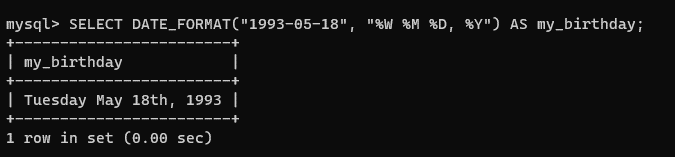 mysql> SELECT DATE_FORMAT("1993-05-18", "%W %M %D, %Y") AS my_birthday;
+------------------------+
| my_birthday            |
+------------------------+
| Tuesday May 18th, 1993 |
+------------------------+
1 row in set (0.00 sec)